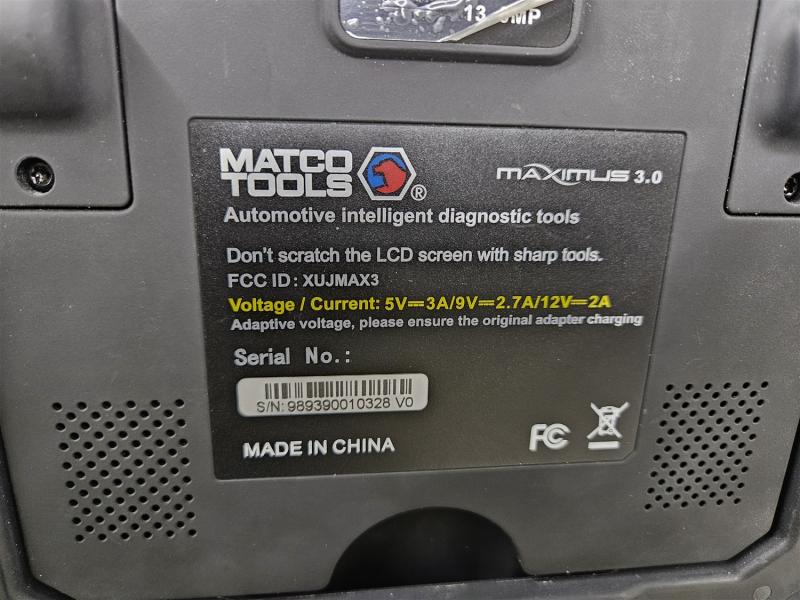 13.0MP
MATCO
TOOLS®
MAXIMUS 3.0
Automotive intelligent diagnostic tools
Don't scratch the LCD screen with sharp tools.
FCC ID: XUJMAX3
Voltage / Current: 5V⎓3A/9V⎓2.7A/12V⎓2A
Adaptive voltage, please ensure the original adapter charging
Serial No.:
S/N: 989390010328 V0
MADE IN CHINA
FC